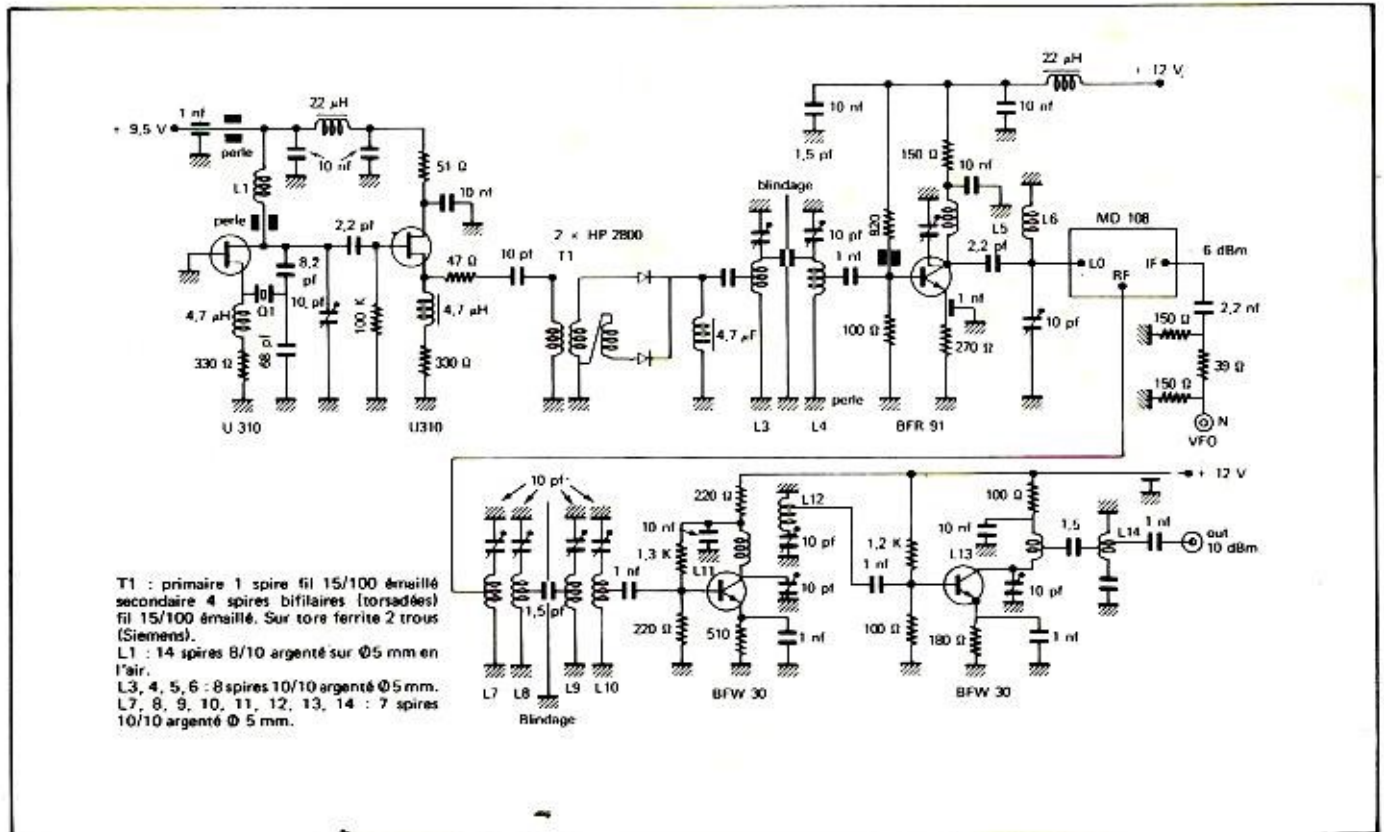 22 µH
+ 12 V
1 nf
22 µH
+ 9,5 V
perle
10 nf
51 Ω
10 nf
10 nf
1,5 pf
10 nf
150 Ω
10 nf
L1
perle
2,2 pf
10 nf
2 × HP 2800
T1
blindage
820
L5
L6
MD 108
LO
RF
IF
6 dBm
8,2 pf
10 pf
Q1
4,7 µH
68 pf
330 Ω
100 K
47 Ω
10 pf
4,7 µH
330 Ω
4,7 µF
10 pf
1 nf
100 Ω
2,2 pf
1 nf
270 Ω
10 pf
2,2 nf
150 Ω
39 Ω
150 Ω
N
VFO
U 310
U310
L3
L4
perle
BFR 91
10 pf
220 Ω
10 nf
1,3 K
L11
L12
10 pf
10 pf
+ 12 V
100 Ω
10 nf
1,2 K
L13
1,5
L14
1 nf
out
10 dBm
10 pf
1 nf
1,5 pf
220 Ω
510
1 nf
1 nf
100 Ω
180 Ω
1 nf
L7
L8
L9
L10
Blindage
BFW 30
BFW 30
T1 : primaire 1 spire fil 15/100 émaillé
secondaire 4 spires bifilaires (torsadées)
fil 15/100 émaillé. Sur tore ferrite 2 trous
(Siemens).
L1 : 14 spires 8/10 argenté sur Ø5 mm en
l'air.
L3, 4, 5, 6 : 8 spires 10/10 argenté Ø5 mm.
L7, 8, 9, 10, 11, 12, 13, 14 : 7 spires
10/10 argenté Ø 5 mm.